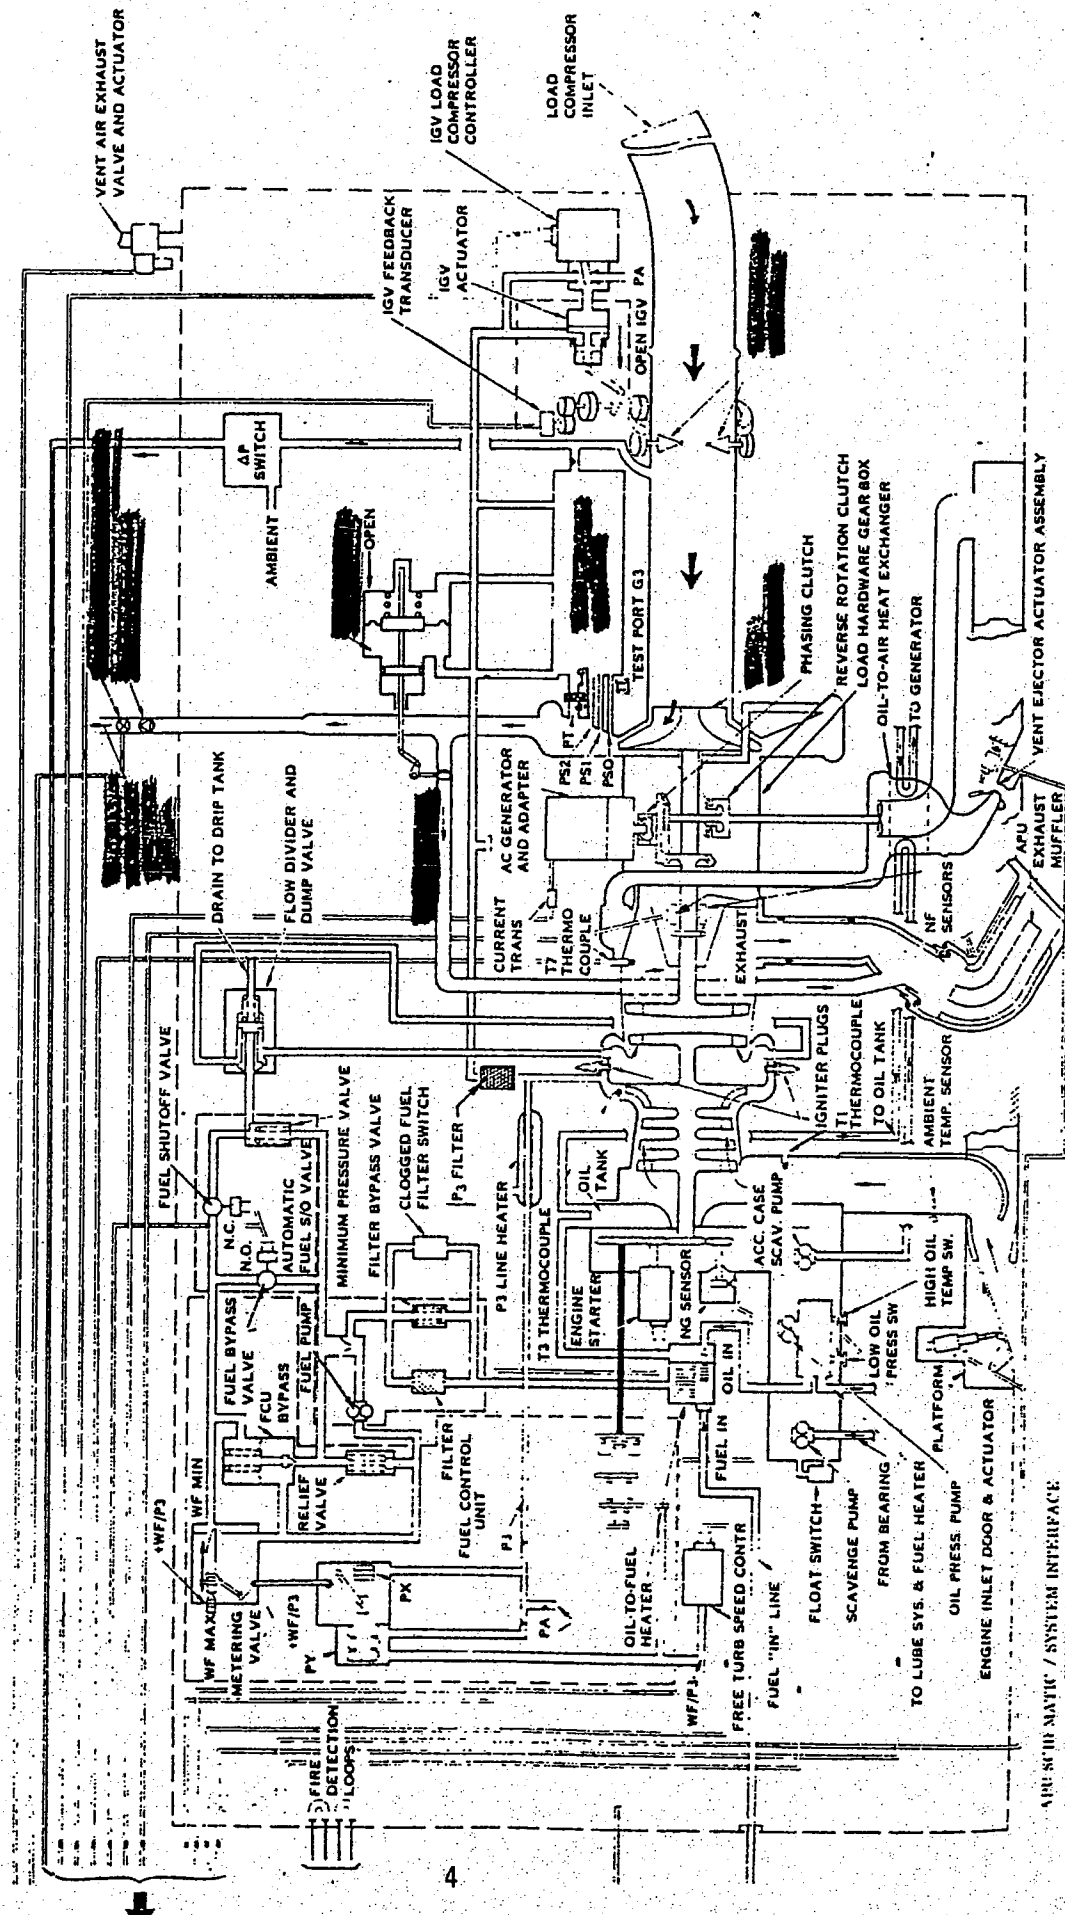 VENT AIR EXHAUST
VALVE AND ACTUATOR
IGV LOAD
COMPRESSOR
CONTROLLER
LOAD
COMPRESSOR
INLET
IGV FEEDBACK
TRANSDUCER
IGV
ACTUATOR
PA
OPEN IGV
ΔP
SWITCH
AMBIENT
OPEN
TEST PORT G3
PT
PS2
PS1
PSO
PHASING CLUTCH
REVERSE ROTATION CLUTCH
LOAD HARDWARE GEAR BOX
OIL-TO-AIR HEAT EXCHANGER
TO GENERATOR
VENT EJECTOR ACTUATOR ASSEMBLY
APU
EXHAUST
MUFFLER
DRAIN TO DRIP TANK
FLOW DIVIDER AND
DUMP VALVE
AC GENERATOR
AND ADAPTER
CURRENT
TRANS
T7
THERMO
COUPLE
EXHAUST
NF
SENSORS
FUEL SHUTOFF VALVE
N.C.
N.O.
AUTOMATIC
FUEL S/O VALVE
MINIMUM PRESSURE VALVE
FILTER BYPASS VALVE
CLOGGED FUEL
FILTER SWITCH
P3 FILTER
P3 LINE HEATER
T3 THERMOCOUPLE
OIL
TANK
IGNITER PLUGS
T1
THERMOCOUPLE
TO OIL TANK
AMBIENT
TEMP. SENSOR
ACC. CASE
SCAV. PUMP
ENGINE
STARTER
NG SENSOR
HIGH OIL
TEMP SW.
LOW OIL
PRESS SW
OIL IN
FUEL IN
FUEL BYPASS
VALVE
FCU
BYPASS
FUEL PUMP
RELIEF
VALVE
FILTER
FUEL CONTROL
UNIT
WF MIN
+WF/P3
WF MAX
METERING
VALVE
+WF/P3
PY
PX
P3
PA
OIL-TO-FUEL
HEATER
WF/P3
FREE TURB SPEED CONTR
FUEL "IN" LINE
FLOAT SWITCH
SCAVENGE PUMP
FROM BEARING
TO LUBE SYS. & FUEL HEATER
OIL PRESS. PUMP
PLATFORM
ENGINE INLET DOOR & ACTUATOR
FIRE
DETECTION
LOOPS
4
APU SCHEMATIC / SYSTEM INTERFACE